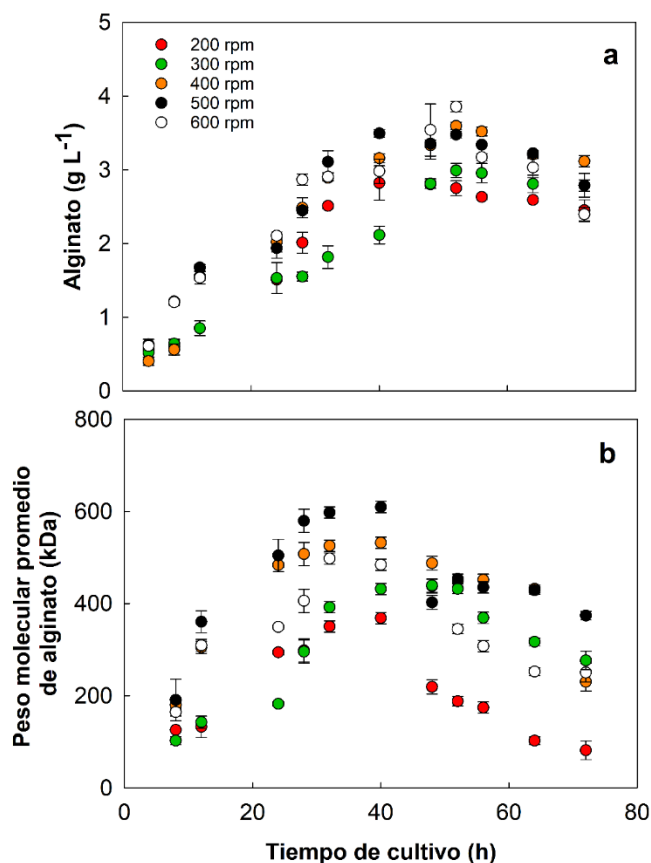 5
4
3
2
1
0
Alginato (g L⁻¹)
a
200 rpm
300 rpm
400 rpm
500 rpm
600 rpm
800
600
400
200
0
Peso molecular promedio
de alginato (kDa)
b
0 20 40 60 80
Tiempo de cultivo (h)